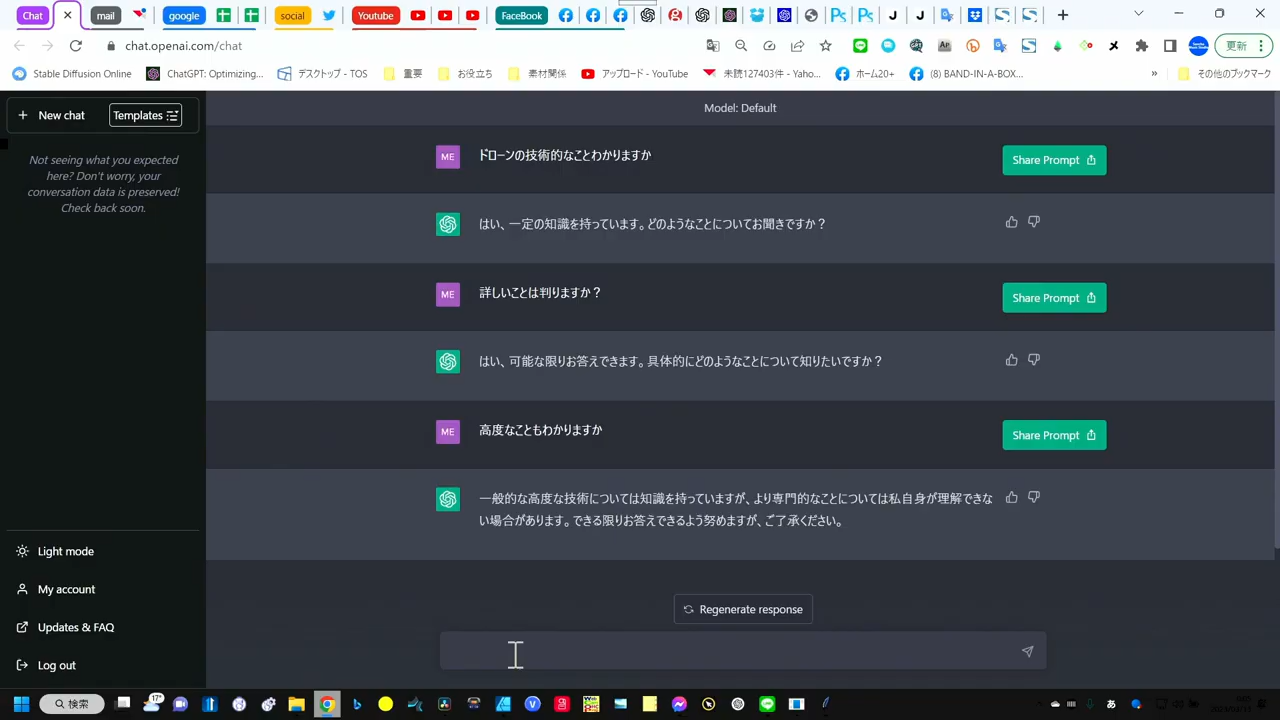 Chat
mail
google
social
Youtube
FaceBook
chat.openai.com/chat
更新
Stable Diffusion Online
ChatGPT: Optimizing...
デスクトップ - TOS
重要
お役立ち
素材関係
アップロード - YouTube
未読127403件 - Yaho...
ホーム20+
(8) BAND-IN-A-BOX...
»
その他のブックマーク
New chat
Templates
Model: Default
Not seeing what you expected
here? Don't worry, your
conversation data is preserved!
Check back soon.
ME
ドローンの技術的なことわかりますか
Share Prompt
はい、一定の知識を持っています。どのようなことについてお聞きですか？
ME
詳しいことは判りますか？
Share Prompt
はい、可能な限りお答えできます。具体的にどのようなことについて知りたいですか？
ME
高度なこともわかりますか
Share Prompt
一般的な高度な技術については知識を持っていますが、より専門的なことについては私自身が理解できな
い場合があります。できる限りお答えできるよう努めますが、ご了承ください。
Light mode
My account
Updates & FAQ
Log out
Regenerate response
検索
17°